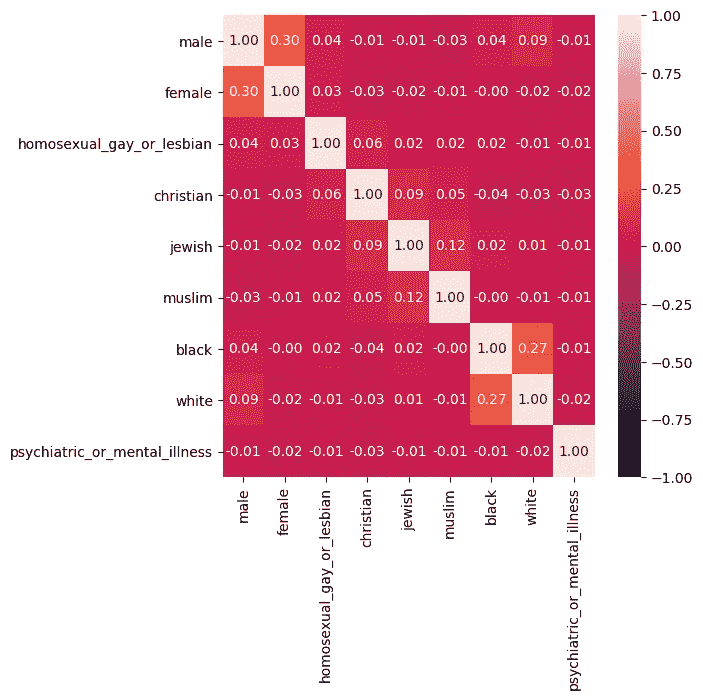 male 1.00 0.30 0.04 -0.01 -0.01 -0.03 0.04 0.09 -0.01
female 0.30 1.00 0.03 -0.03 -0.02 -0.01 -0.00 -0.02 -0.02
homosexual_gay_or_lesbian 0.04 0.03 1.00 0.06 0.02 0.02 0.02 -0.01 -0.01
christian -0.01 -0.03 0.06 1.00 0.09 0.05 -0.04 -0.03 -0.03
jewish -0.01 -0.02 0.02 0.09 1.00 0.12 0.02 0.01 -0.01
muslim -0.03 -0.01 0.02 0.05 0.12 1.00 -0.00 -0.01 -0.01
black 0.04 -0.00 0.02 -0.04 0.02 -0.00 1.00 0.27 -0.01
white 0.09 -0.02 -0.01 -0.03 0.01 -0.01 0.27 1.00 -0.02
psychiatric_or_mental_illness -0.01 -0.02 -0.01 -0.03 -0.01 -0.01 -0.01 -0.02 1.00
male
female
homosexual_gay_or_lesbian
christian
jewish
muslim
black
white
psychiatric_or_mental_illness
1.00
0.75
0.50
0.25
0.00
−0.25
−0.50
−0.75
−1.00